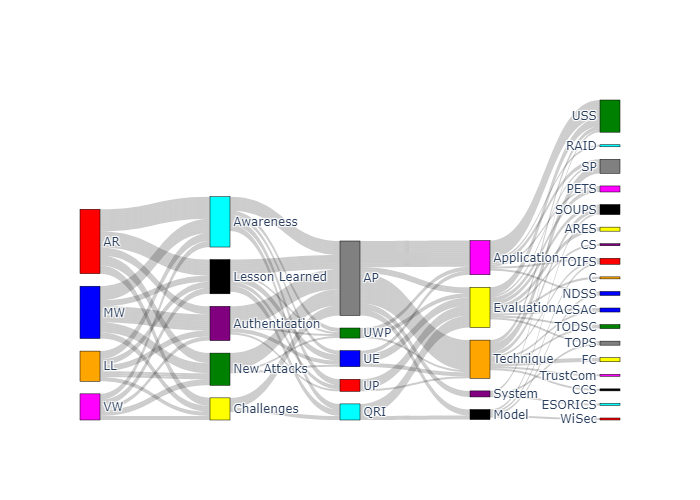 AR
MW
LL
VW
Awareness
Lesson Learned
Authentication
New Attacks
Challenges
AP
UWP
UE
UP
QRI
Application
Evaluation
Technique
System
Model
USS
RAID
SP
PETS
SOUPS
ARES
CS
TOIFS
C
NDSS
ACSAC
TODSC
TOPS
FC
TrustCom
CCS
ESORICS
WiSec